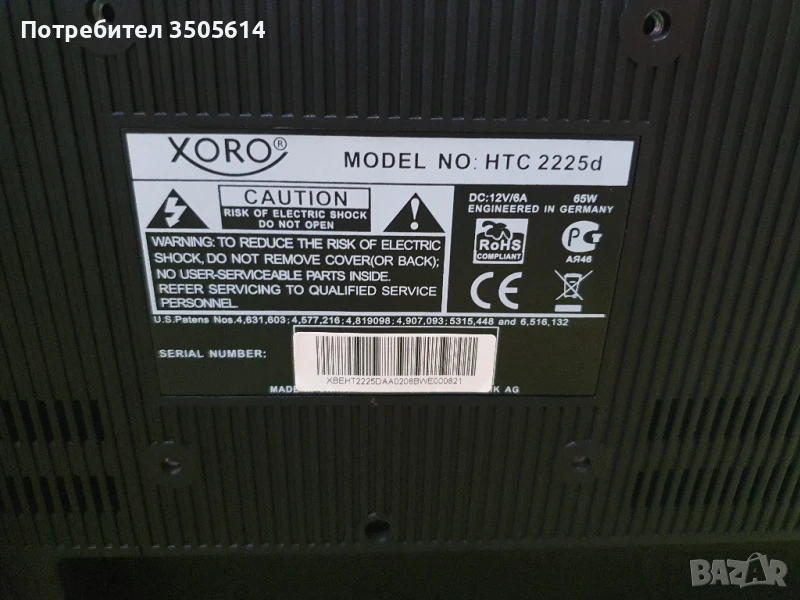 Потребител 3505614
XORO®
MODEL NO: HTC 2225d
CAUTION
RISK OF ELECTRIC SHOCK
DO NOT OPEN
WARNING: TO REDUCE THE RISK OF ELECTRIC
SHOCK, DO NOT REMOVE COVER(OR BACK);
NO USER-SERVICEABLE PARTS INSIDE.
REFER SERVICING TO QUALIFIED SERVICE
PERSONNEL.
DC:12V/6A 65W
ENGINEERED IN GERMANY
RoHS
COMPLIANT
АЯ46
CE
U.S.Patens Nos.4,631,603; 4,577,216; 4,819098; 4,907,093; 5315,448 and 6,516,132
SERIAL NUMBER:
XBEHT2225DAA0208BWE000821
MADE AG
BAZAR